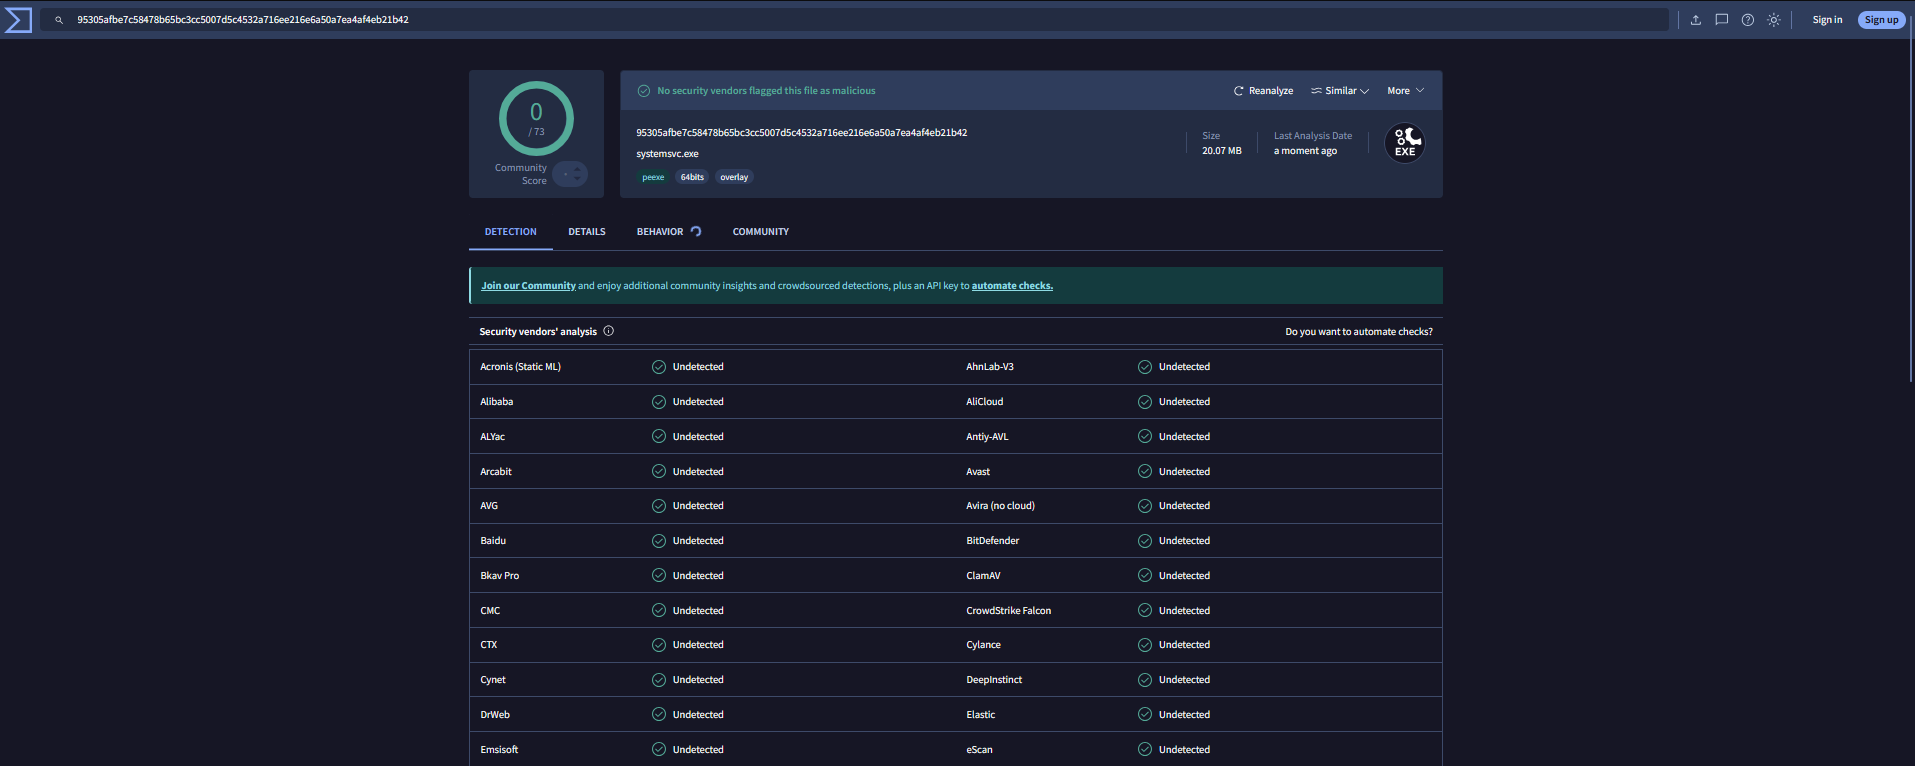 95305afbe7c58478b65bc3cc5007d5c4532a716ee216e6a50a7ea4af4eb21b42
Sign in
Sign up
0
/ 73
Community
Score
No security vendors flagged this file as malicious
Reanalyze
Similar
More
95305afbe7c58478b65bc3cc5007d5c4532a716ee216e6a50a7ea4af4eb21b42
systemsvc.exe
peexe
64bits
overlay
Size
20.07 MB
Last Analysis Date
a moment ago
EXE
DETECTION
DETAILS
BEHAVIOR
COMMUNITY
Join our Community and enjoy additional community insights and crowdsourced detections, plus an API key to automate checks.
Security vendors' analysis
Do you want to automate checks?
Acronis (Static ML) Undetected AhnLab-V3 Undetected
Alibaba Undetected AliCloud Undetected
ALYac Undetected Antiy-AVL Undetected
Arcabit Undetected Avast Undetected
AVG Undetected Avira (no cloud) Undetected
Baidu Undetected BitDefender Undetected
Bkav Pro Undetected ClamAV Undetected
CMC Undetected CrowdStrike Falcon Undetected
CTX Undetected Cylance Undetected
Cynet Undetected DeepInstinct Undetected
DrWeb Undetected Elastic Undetected
Emsisoft Undetected eScan Undetected